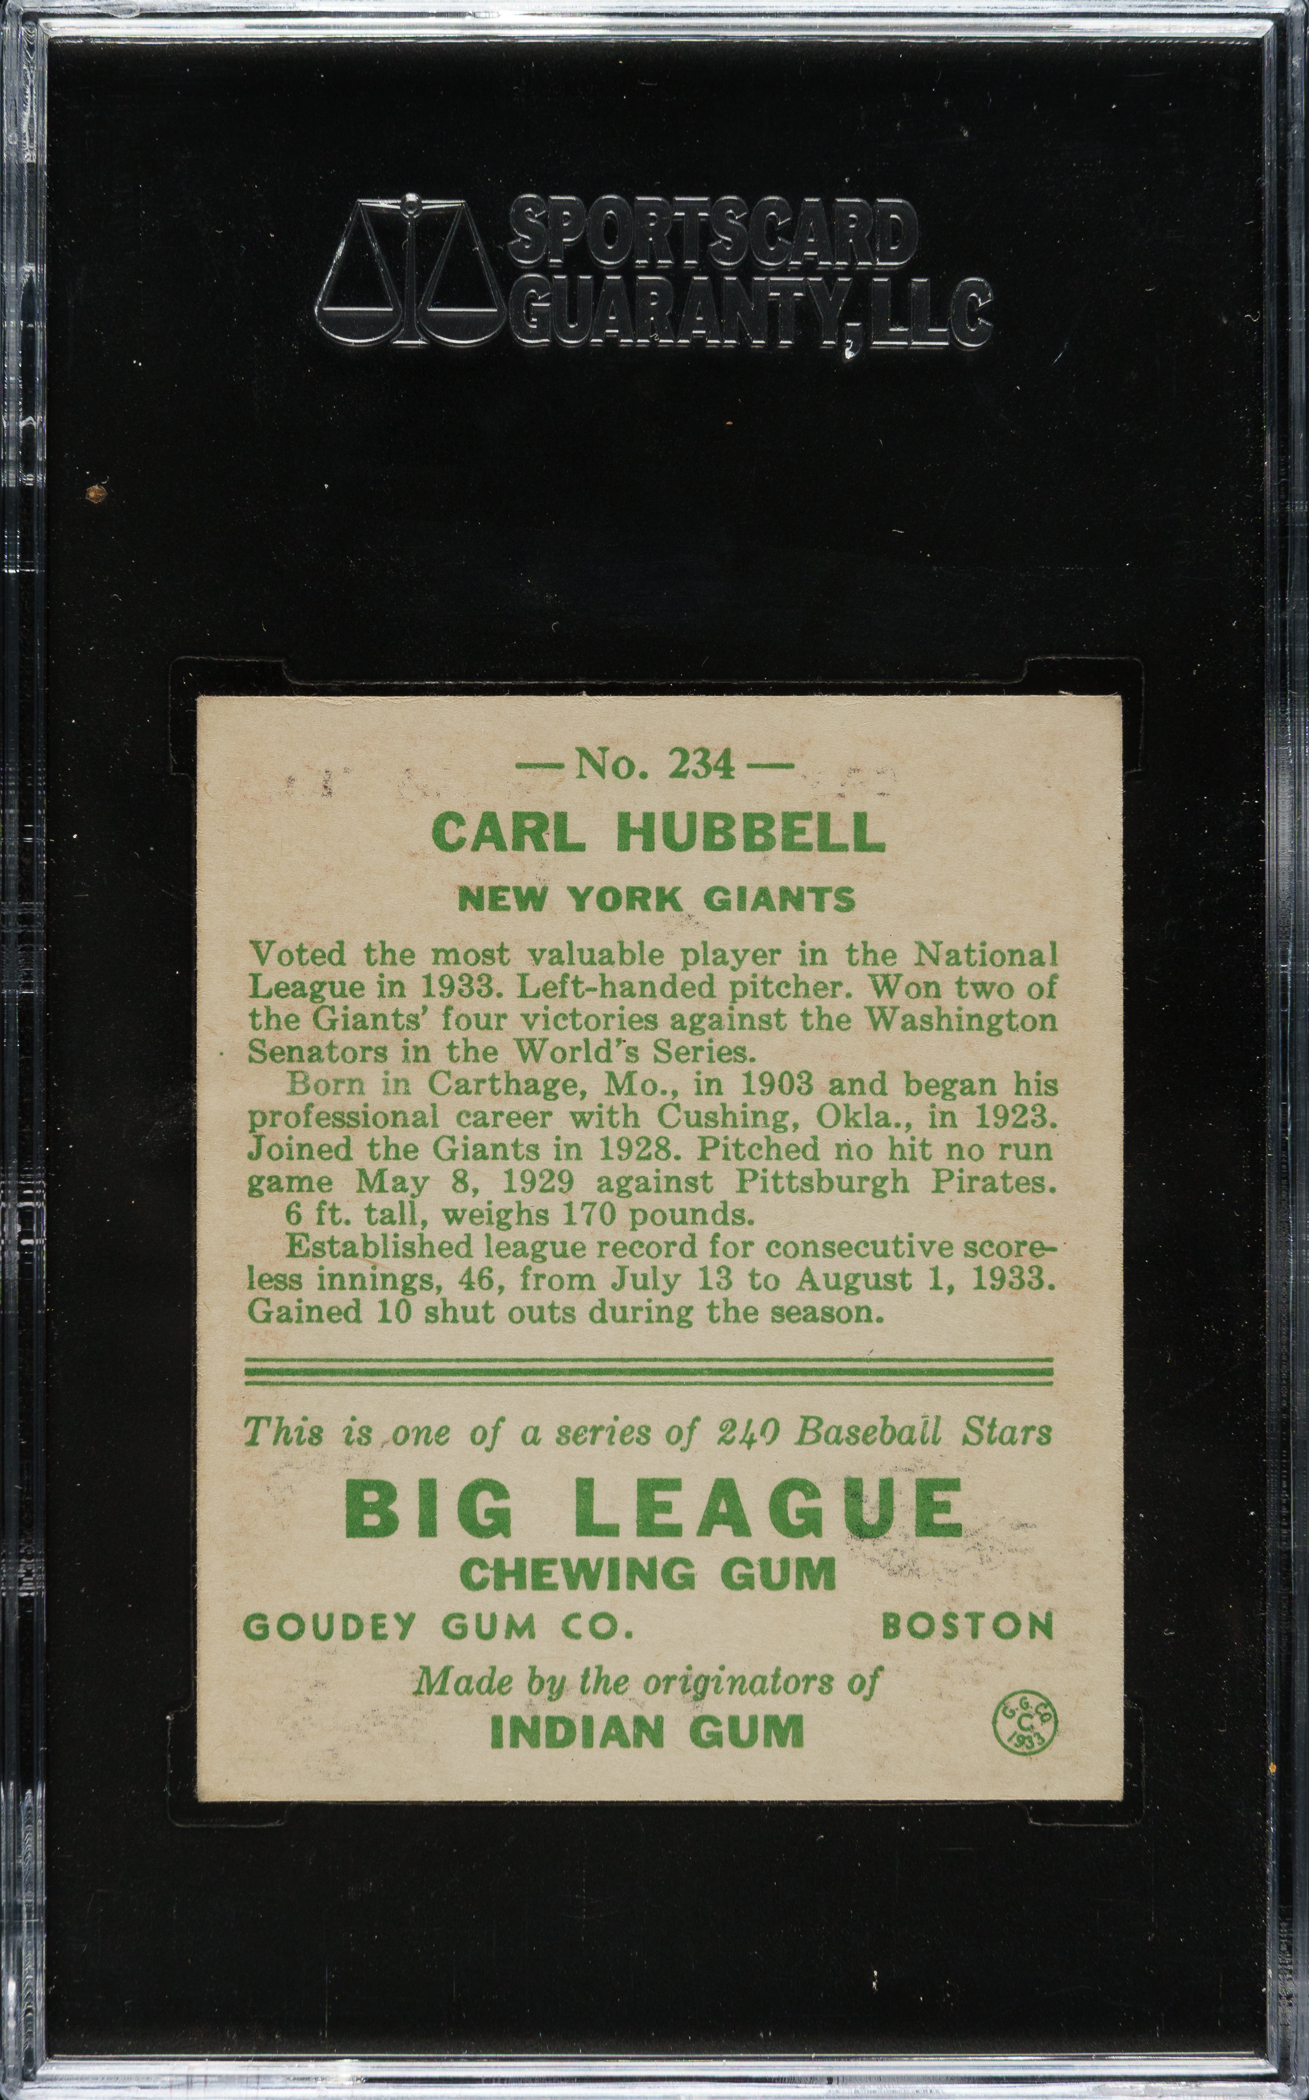 SPORTSCARD
GUARANTY, LLC
— No. 234 —
CARL HUBBELL
NEW YORK GIANTS
Voted the most valuable player in the National
League in 1933. Left-handed pitcher. Won two of
the Giants' four victories against the Washington
Senators in the World's Series.
Born in Carthage, Mo., in 1903 and began his
professional career with Cushing, Okla., in 1923.
Joined the Giants in 1928. Pitched no hit no run
game May 8, 1929 against Pittsburgh Pirates.
6 ft. tall, weighs 170 pounds.
Established league record for consecutive score-
less innings, 46, from July 13 to August 1, 1933.
Gained 10 shut outs during the season.
This is one of a series of 240 Baseball Stars
BIG LEAGUE
CHEWING GUM
GOUDEY GUM CO. BOSTON
Made by the originators of
INDIAN GUM
G. G. CO.
C.
1933